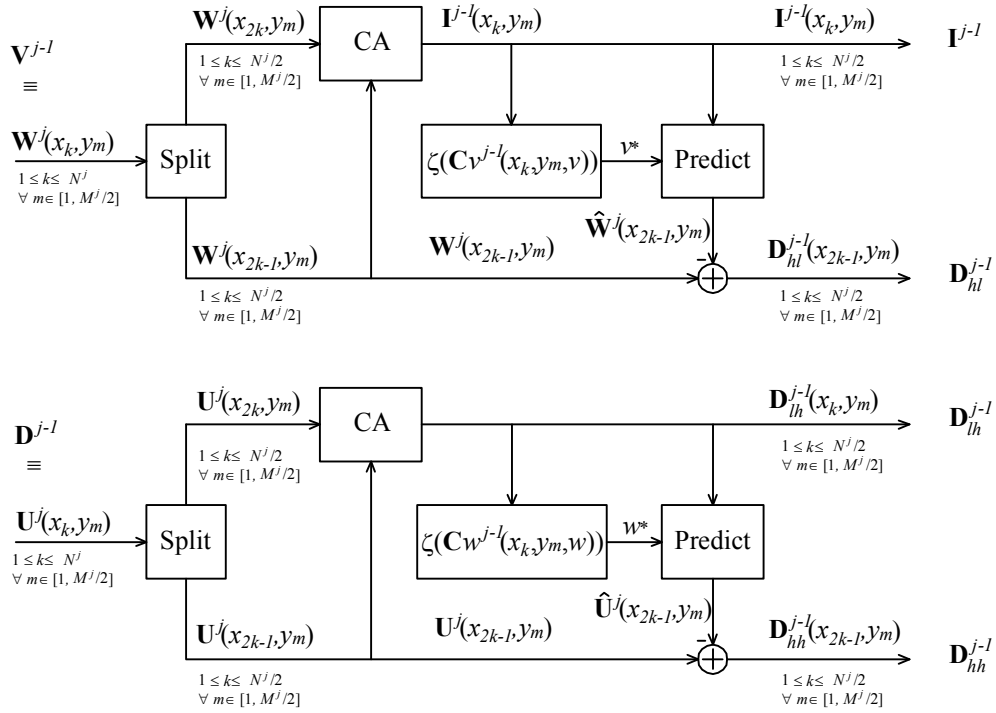 W^j(x_{2k},y_m)
I^{j-1}(x_k,y_m)
I^{j-1}(x_k,y_m)
I^{j-1}
CA
V^{j-1}
≡
1 ≤ k ≤ N^j/2
∀ m ∈ [1, M^j/2]
1 ≤ k ≤ N^j/2
∀ m ∈ [1, M^j/2]
W^j(x_k,y_m)
Split
ζ(Cv^{j-1}(x_k,y_m,v))
v*
Predict
1 ≤ k ≤ N^j
∀ m ∈ [1, M^j/2]
Ŵ^j(x_{2k-1},y_m)
W^j(x_{2k-1},y_m)
W^j(x_{2k-1},y_m)
-
+
D_{hl}^{j-1}(x_{2k-1},y_m)
D_{hl}^{j-1}
1 ≤ k ≤ N^j/2
∀ m ∈ [1, M^j/2]
1 ≤ k ≤ N^j/2
∀ m ∈ [1, M^j/2]
U^j(x_{2k},y_m)
D_{lh}^{j-1}(x_k,y_m)
D_{lh}^{j-1}
CA
D^{j-1}
≡
1 ≤ k ≤ N^j/2
∀ m ∈ [1, M^j/2]
1 ≤ k ≤ N^j/2
∀ m ∈ [1, M^j/2]
U^j(x_k,y_m)
Split
ζ(Cw^{j-1}(x_k,y_m,w))
w*
Predict
1 ≤ k ≤ N^j
∀ m ∈ [1, M^j/2]
Û^j(x_{2k-1},y_m)
U^j(x_{2k-1},y_m)
U^j(x_{2k-1},y_m)
-
+
D_{hh}^{j-1}(x_{2k-1},y_m)
D_{hh}^{j-1}
1 ≤ k ≤ N^j/2
∀ m ∈ [1, M^j/2]
1 ≤ k ≤ N^j/2
∀ m ∈ [1, M^j/2]